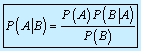 P(A|B) = P(A)P(B|A) / P(B)